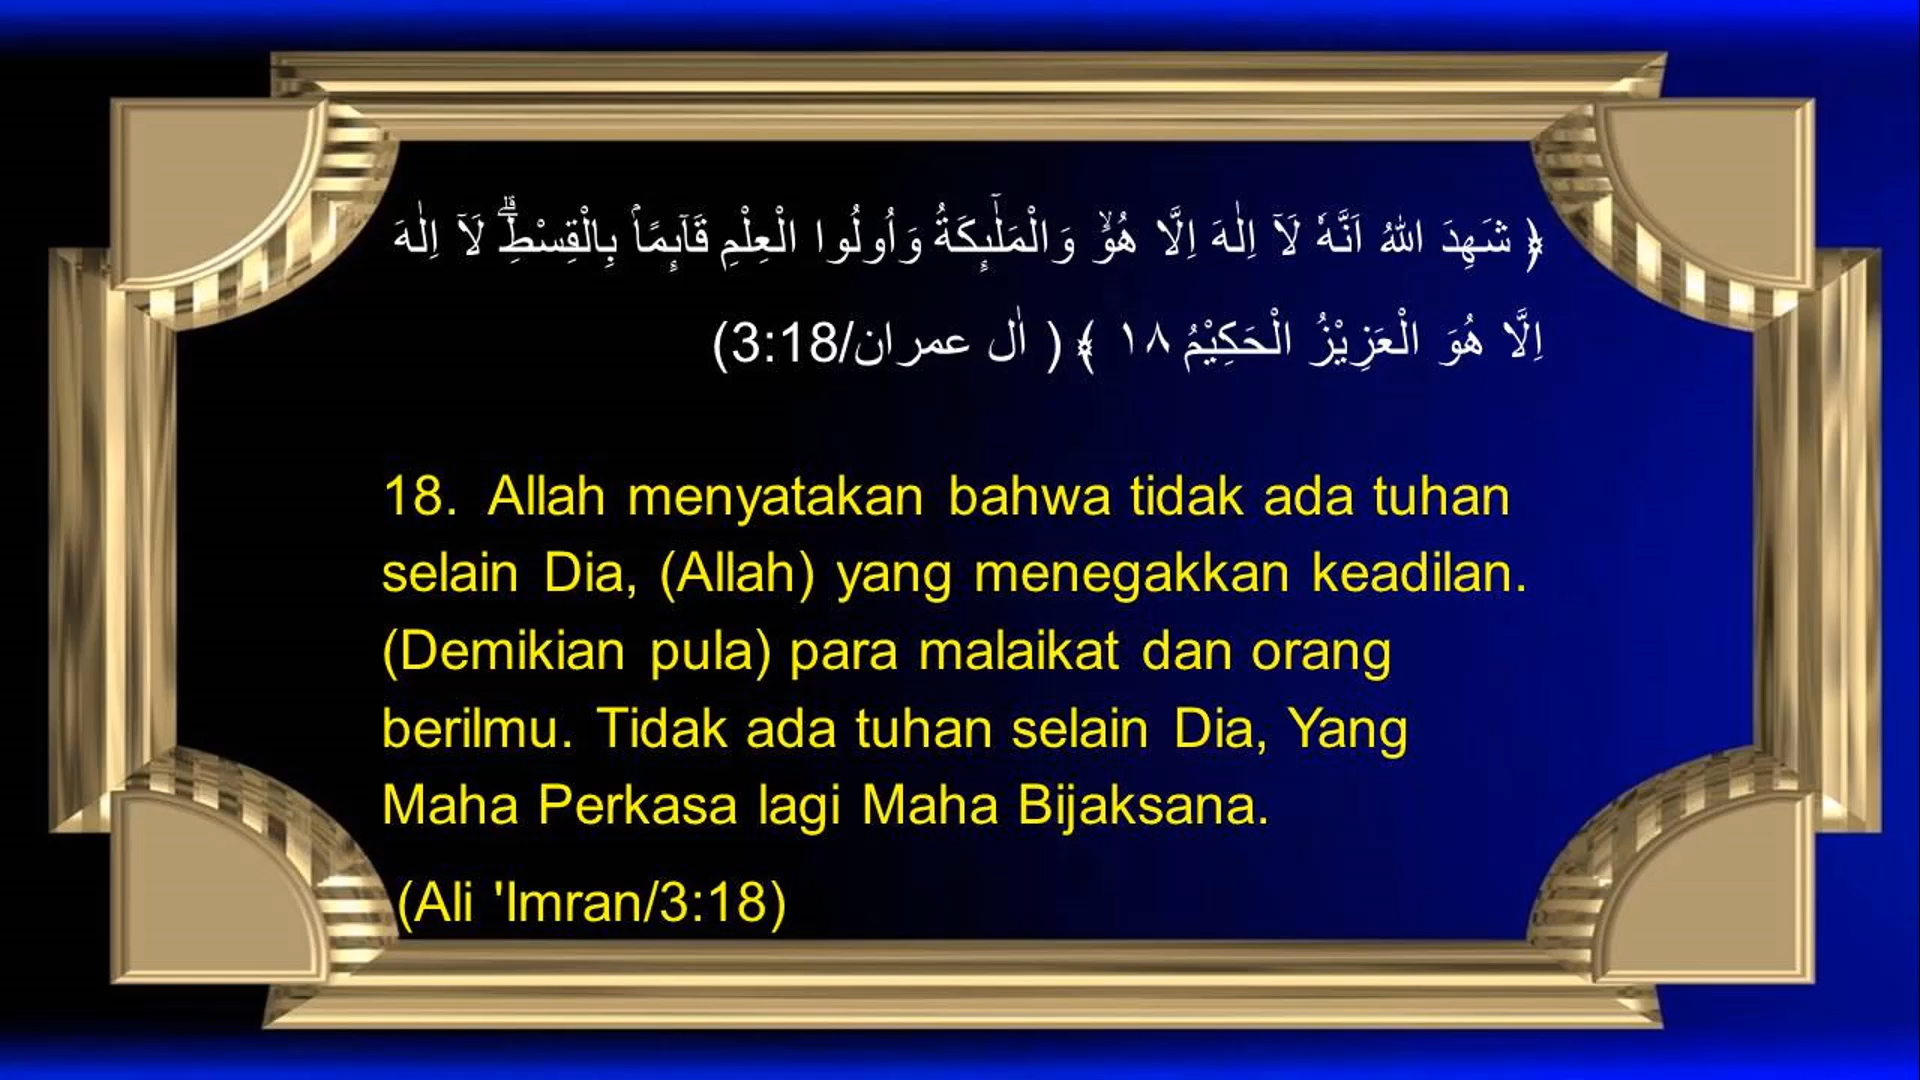 ﴿ شَهِدَ اللّٰهُ اَنَّهٗ لَآ اِلٰهَ اِلَّا هُوَۙ وَالْمَلٰۤىِٕكَةُ وَاُولُوا الْعِلْمِ قَاۤىِٕمًاۢ بِالْقِسْطِۗ لَآ اِلٰهَ
اِلَّا هُوَ الْعَزِيْزُ الْحَكِيْمُ ١٨ ﴾ ( اٰل عمران/3:18)
18. Allah menyatakan bahwa tidak ada tuhan
selain Dia, (Allah) yang menegakkan keadilan.
(Demikian pula) para malaikat dan orang
berilmu. Tidak ada tuhan selain Dia, Yang
Maha Perkasa lagi Maha Bijaksana.
(Ali 'Imran/3:18)